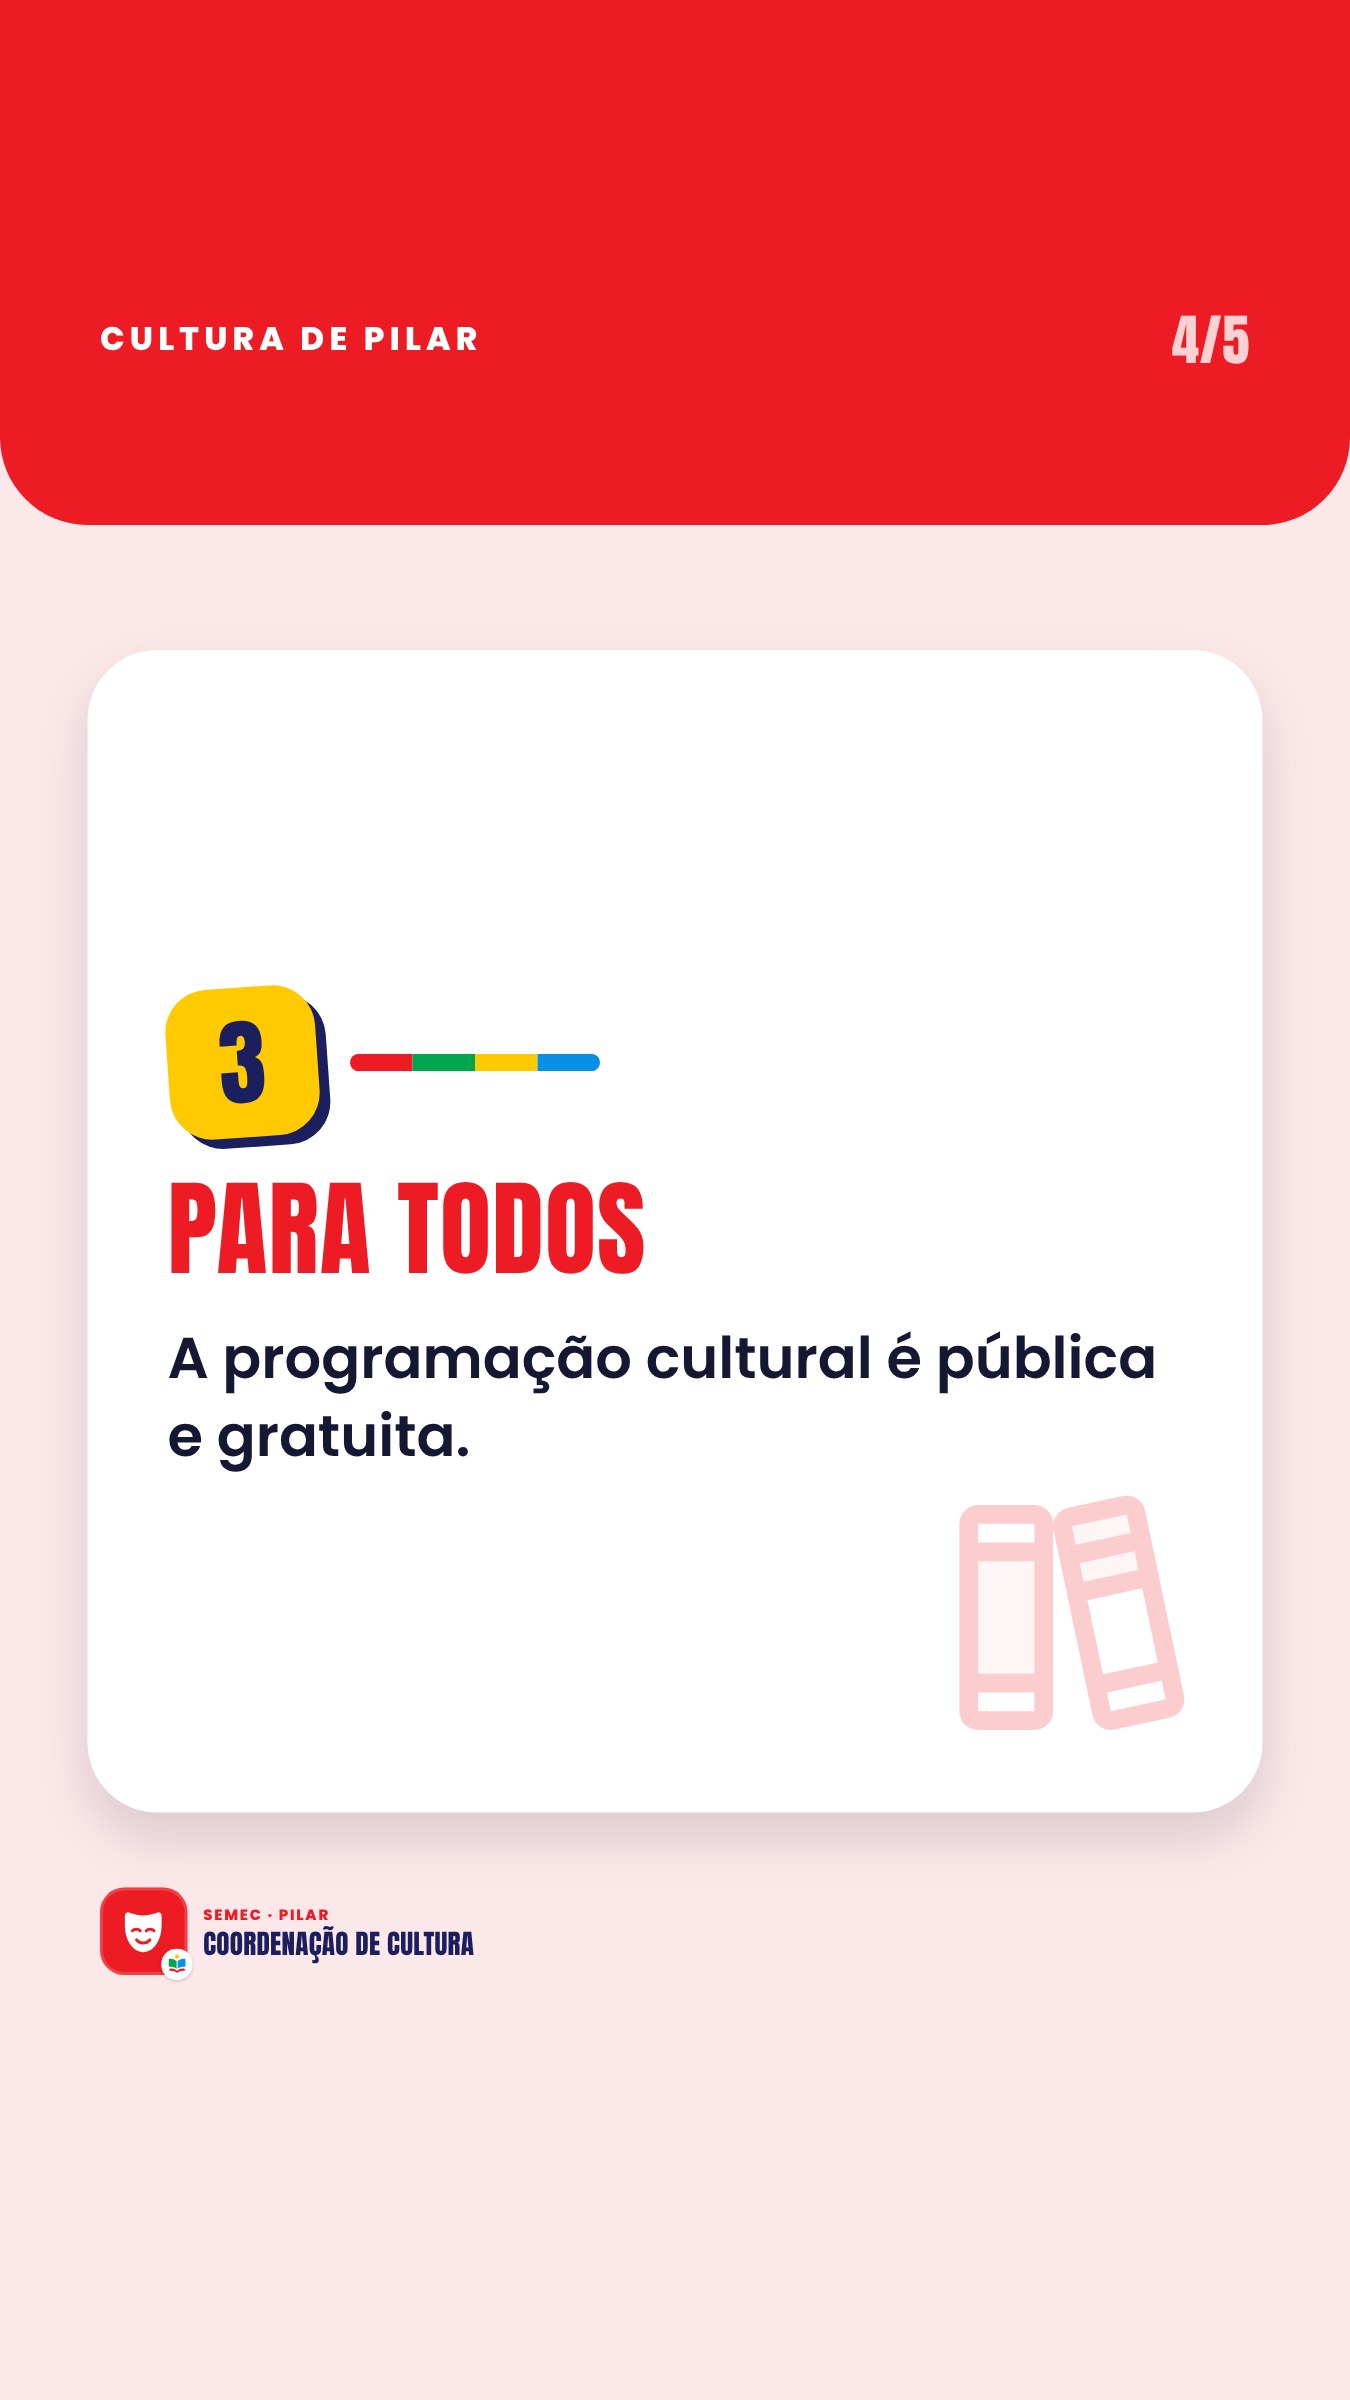 CULTURA DE PILAR
4/5
3
PARA TODOS
A programação cultural é pública
e gratuita.
SEMEC · PILAR
COORDENAÇÃO DE CULTURA